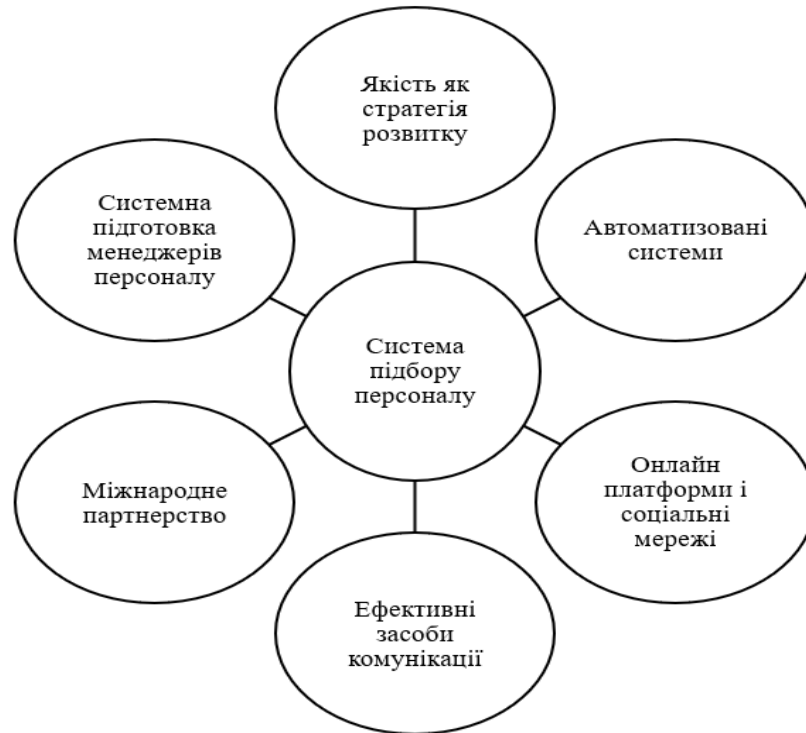 Якість як
стратегія
розвитку
Системна
підготовка
менеджерів
персоналу
Автоматизовані
системи
Система
підбору
персоналу
Міжнародне
партнерство
Онлайн
платформи і
соціальні
мережі
Ефективні
засоби
комунікації